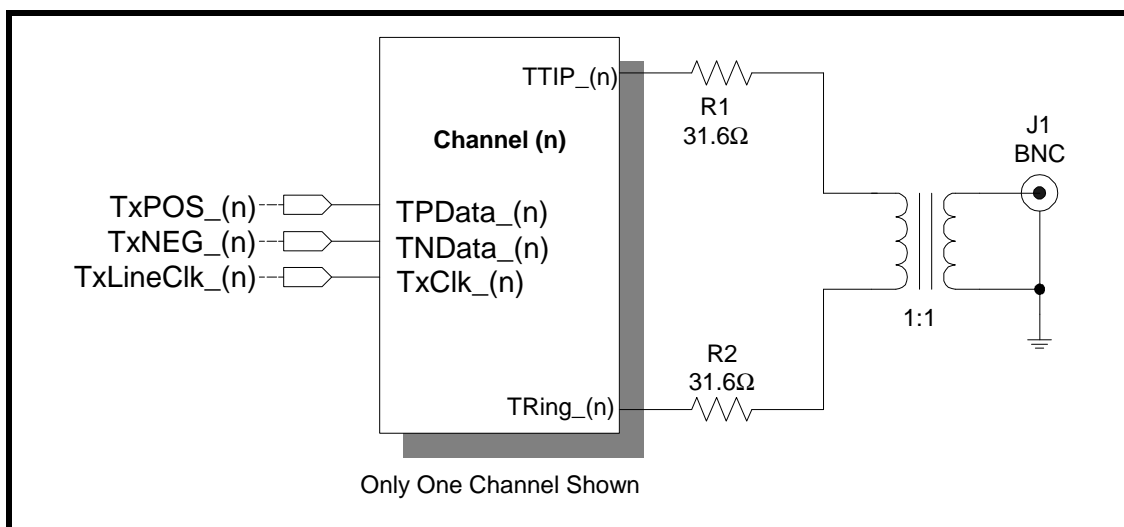 TTIP_(n)
R1
31.6Ω
Channel (n)
J1
BNC
TxPOS_(n)
TPData_(n)
TxNEG_(n)
TNData_(n)
TxLineClk_(n)
TxClk_(n)
1:1
R2
31.6Ω
TRing_(n)
Only One Channel Shown